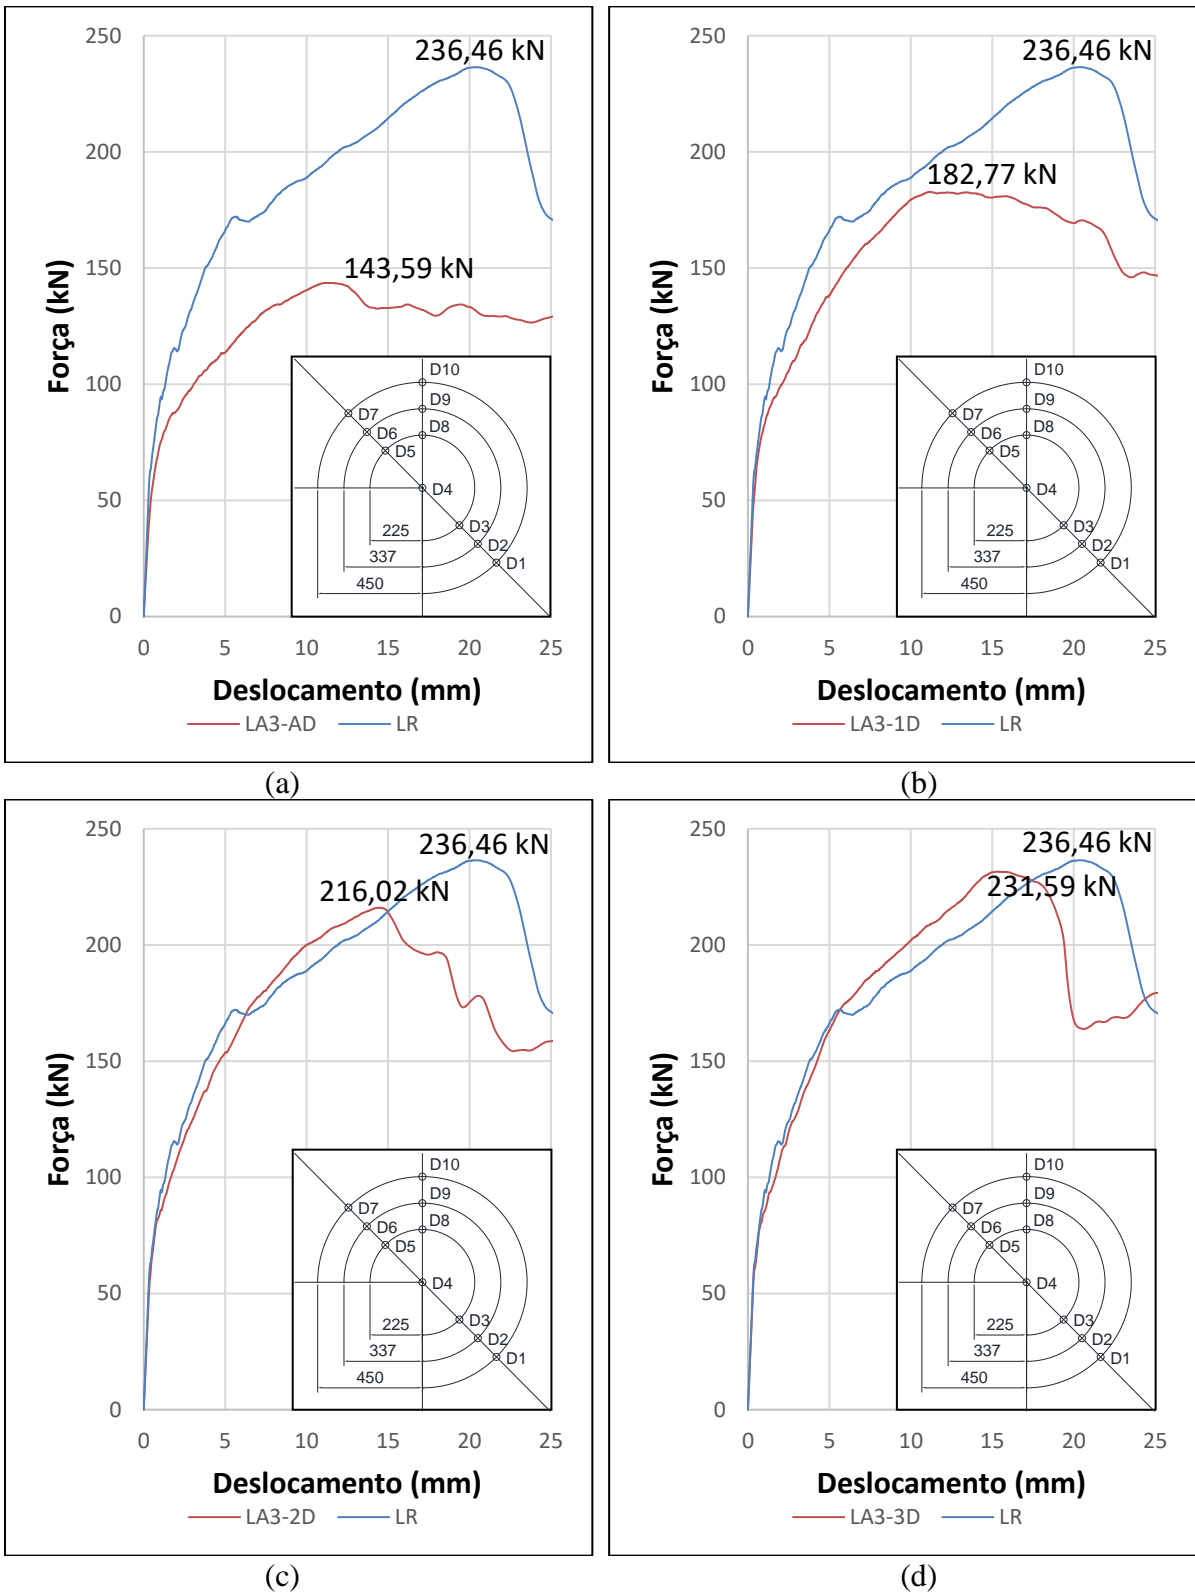 250
236,46 kN
200
150
143,59 kN
100
50
0
Força (kN)
D10
D9
D8
D7
D6
D5
D4
D3
D2
D1
225
337
450
0 5 10 15 20 25
Deslocamento (mm)
LA3-AD LR
(a)
250
236,46 kN
200
182,77 kN
150
100
50
0
Força (kN)
D10
D9
D8
D7
D6
D5
D4
D3
D2
D1
225
337
450
0 5 10 15 20 25
Deslocamento (mm)
LA3-1D LR
(b)
250
236,46 kN
216,02 kN
200
150
100
50
0
Força (kN)
D10
D9
D8
D7
D6
D5
D4
D3
D2
D1
225
337
450
0 5 10 15 20 25
Deslocamento (mm)
LA3-2D LR
(c)
250
236,46 kN
231,59 kN
200
150
100
50
0
Força (kN)
D10
D9
D8
D7
D6
D5
D4
D3
D2
D1
225
337
450
0 5 10 15 20 25
Deslocamento (mm)
LA3-3D LR
(d)